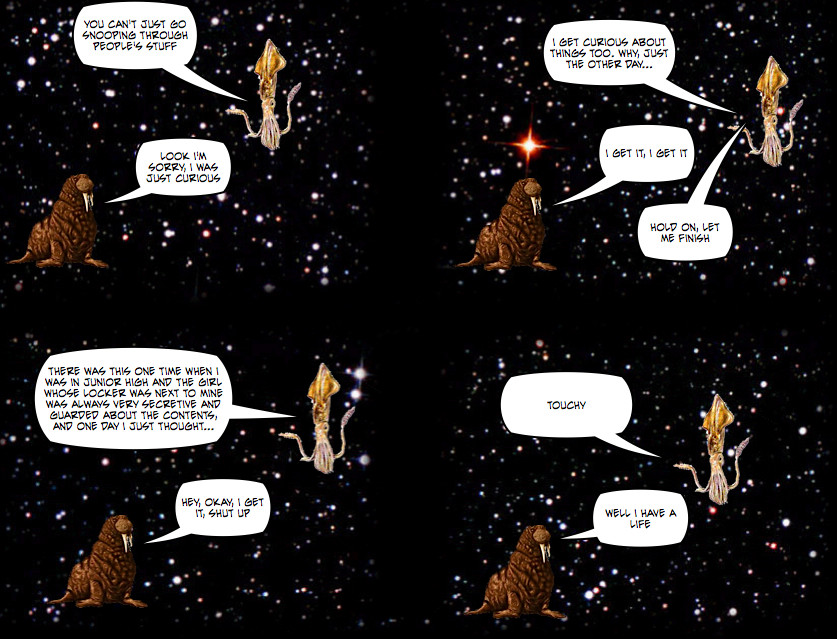 YOU CAN'T JUST GO
SNOOPING THROUGH
PEOPLE'S STUFF
LOOK I'M
SORRY, I WAS
JUST CURIOUS
I GET CURIOUS ABOUT
THINGS TOO. WHY, JUST
THE OTHER DAY...
I GET IT, I GET IT
HOLD ON, LET
ME FINISH
THERE WAS THIS ONE TIME WHEN I
WAS IN JUNIOR HIGH AND THE GIRL
WHOSE LOCKER WAS NEXT TO MINE
WAS ALWAYS VERY SECRETIVE AND
GUARDED ABOUT THE CONTENTS,
AND ONE DAY I JUST THOUGHT...
HEY, OKAY, I GET
IT, SHUT UP
TOUCHY
WELL I HAVE A
LIFE